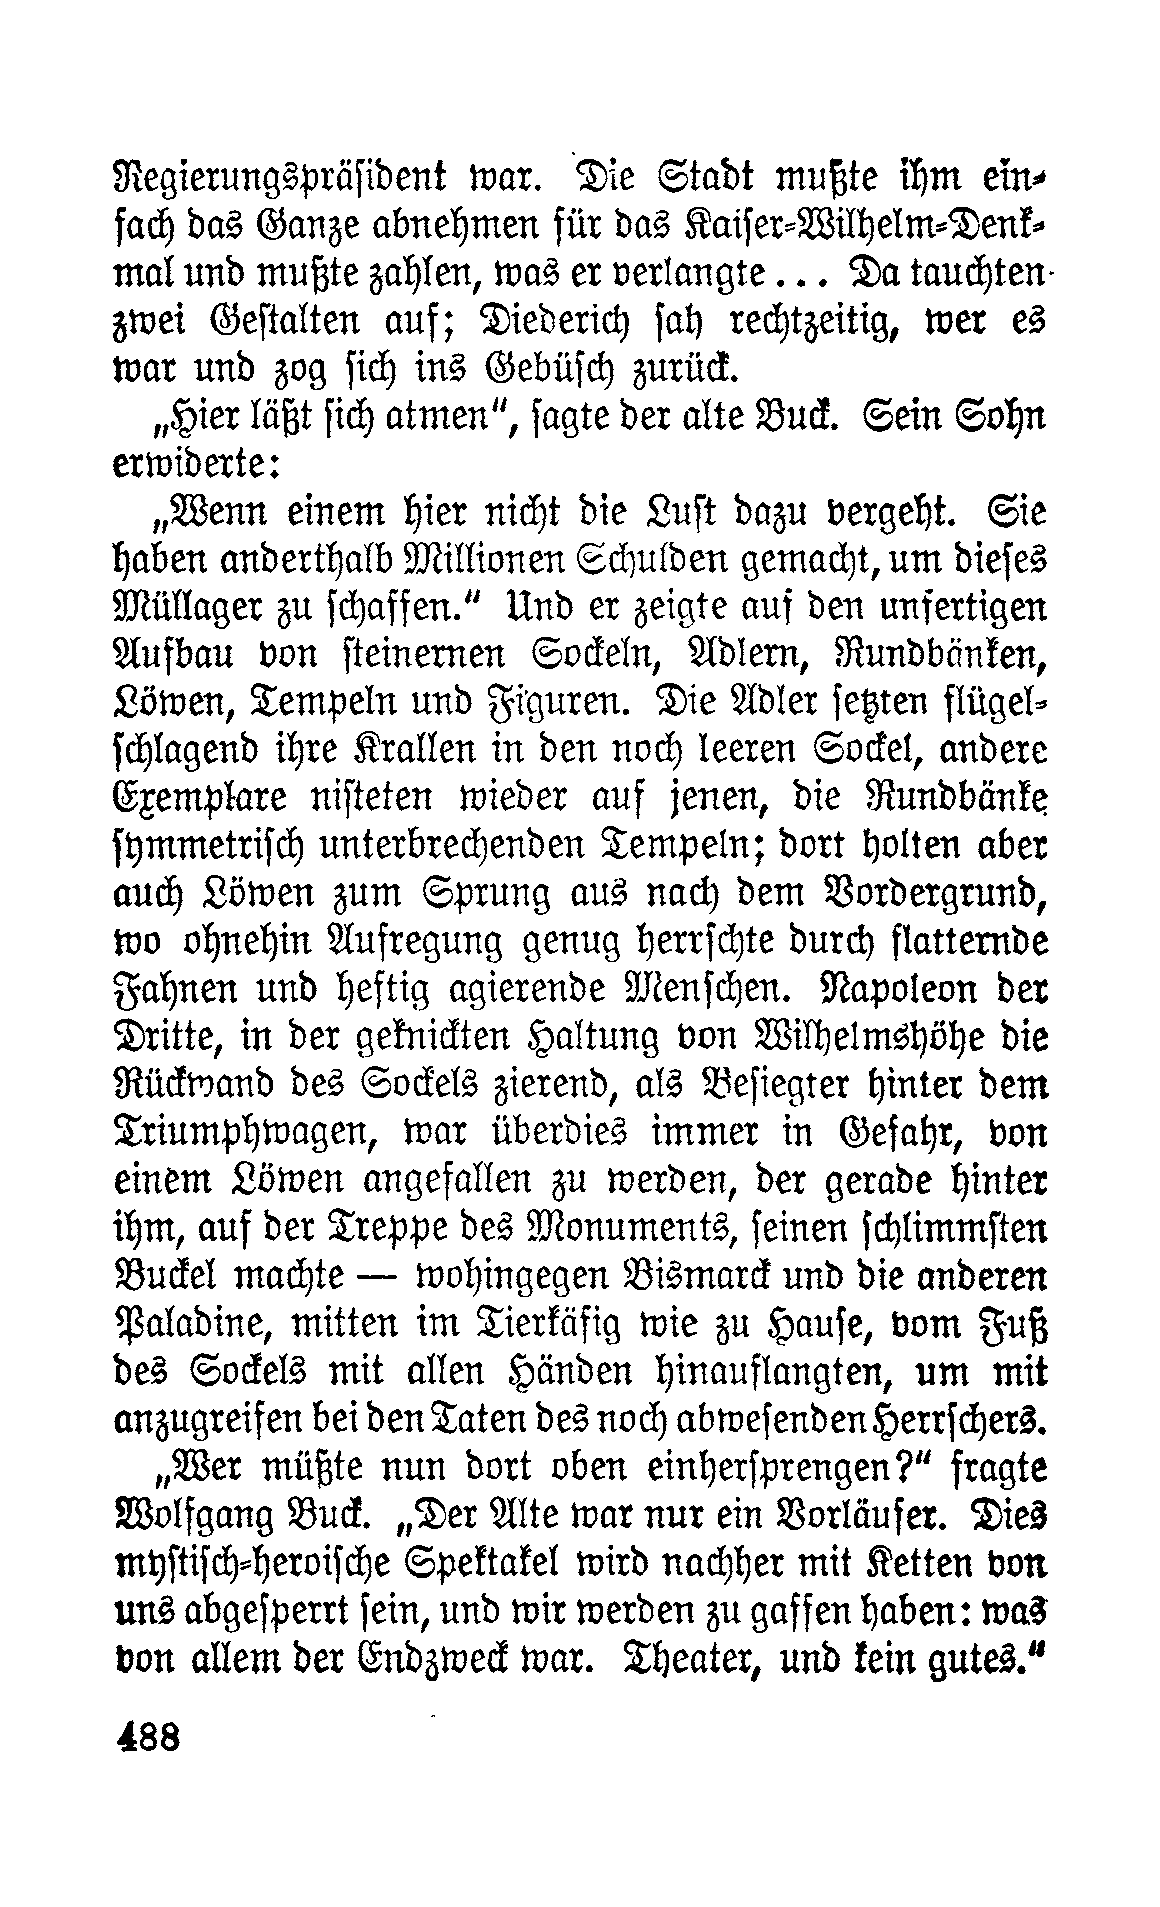 Regierungspräsident war. Die Stadt mußte ihm ein-
fach das Ganze abnehmen für das Kaiser-Wilhelm-Denk-
mal und mußte zahlen, was er verlangte... Da tauchten
zwei Gestalten auf; Diederich sah rechtzeitig, wer es
war und zog sich ins Gebüsch zurück.
„Hier läßt sich atmen“, sagte der alte Buck. Sein Sohn
erwiderte:
„Wenn einem hier nicht die Lust dazu vergeht. Sie
haben anderthalb Millionen Schulden gemacht, um dieses
Müllager zu schaffen.“ Und er zeigte auf den unfertigen
Aufbau von steinernen Sockeln, Adlern, Rundbänken,
Löwen, Tempeln und Figuren. Die Adler setzten flügel-
schlagend ihre Krallen in den noch leeren Sockel, andere
Exemplare nisteten wieder auf jenen, die Rundbänke
symmetrisch unterbrechenden Tempeln; dort holten aber
auch Löwen zum Sprung aus nach dem Vordergrund,
wo ohnehin Aufregung genug herrschte durch flatternde
Fahnen und heftig agierende Menschen. Napoleon der
Dritte, in der geknickten Haltung von Wilhelmshöhe die
Rückwand des Sockels zierend, als Besiegter hinter dem
Triumphwagen, war überdies immer in Gefahr, von
einem Löwen angefallen zu werden, der gerade hinter
ihm, auf der Treppe des Monuments, seinen schlimmsten
Buckel machte — wohingegen Bismarck und die anderen
Paladine, mitten im Tierkäfig wie zu Hause, vom Fuß
des Sockels mit allen Händen hinauflangten, um mit
anzugreifen bei den Taten des noch abwesenden Herrschers.
„Wer müßte nun dort oben einhersprengen?“ fragte
Wolfgang Buck. „Der Alte war nur ein Vorläufer. Dies
mystisch-heroische Spektakel wird nachher mit Ketten von
uns abgesperrt sein, und wir werden zu gaffen haben: was
von allem der Endzweck war. Theater, und kein gutes.“
488